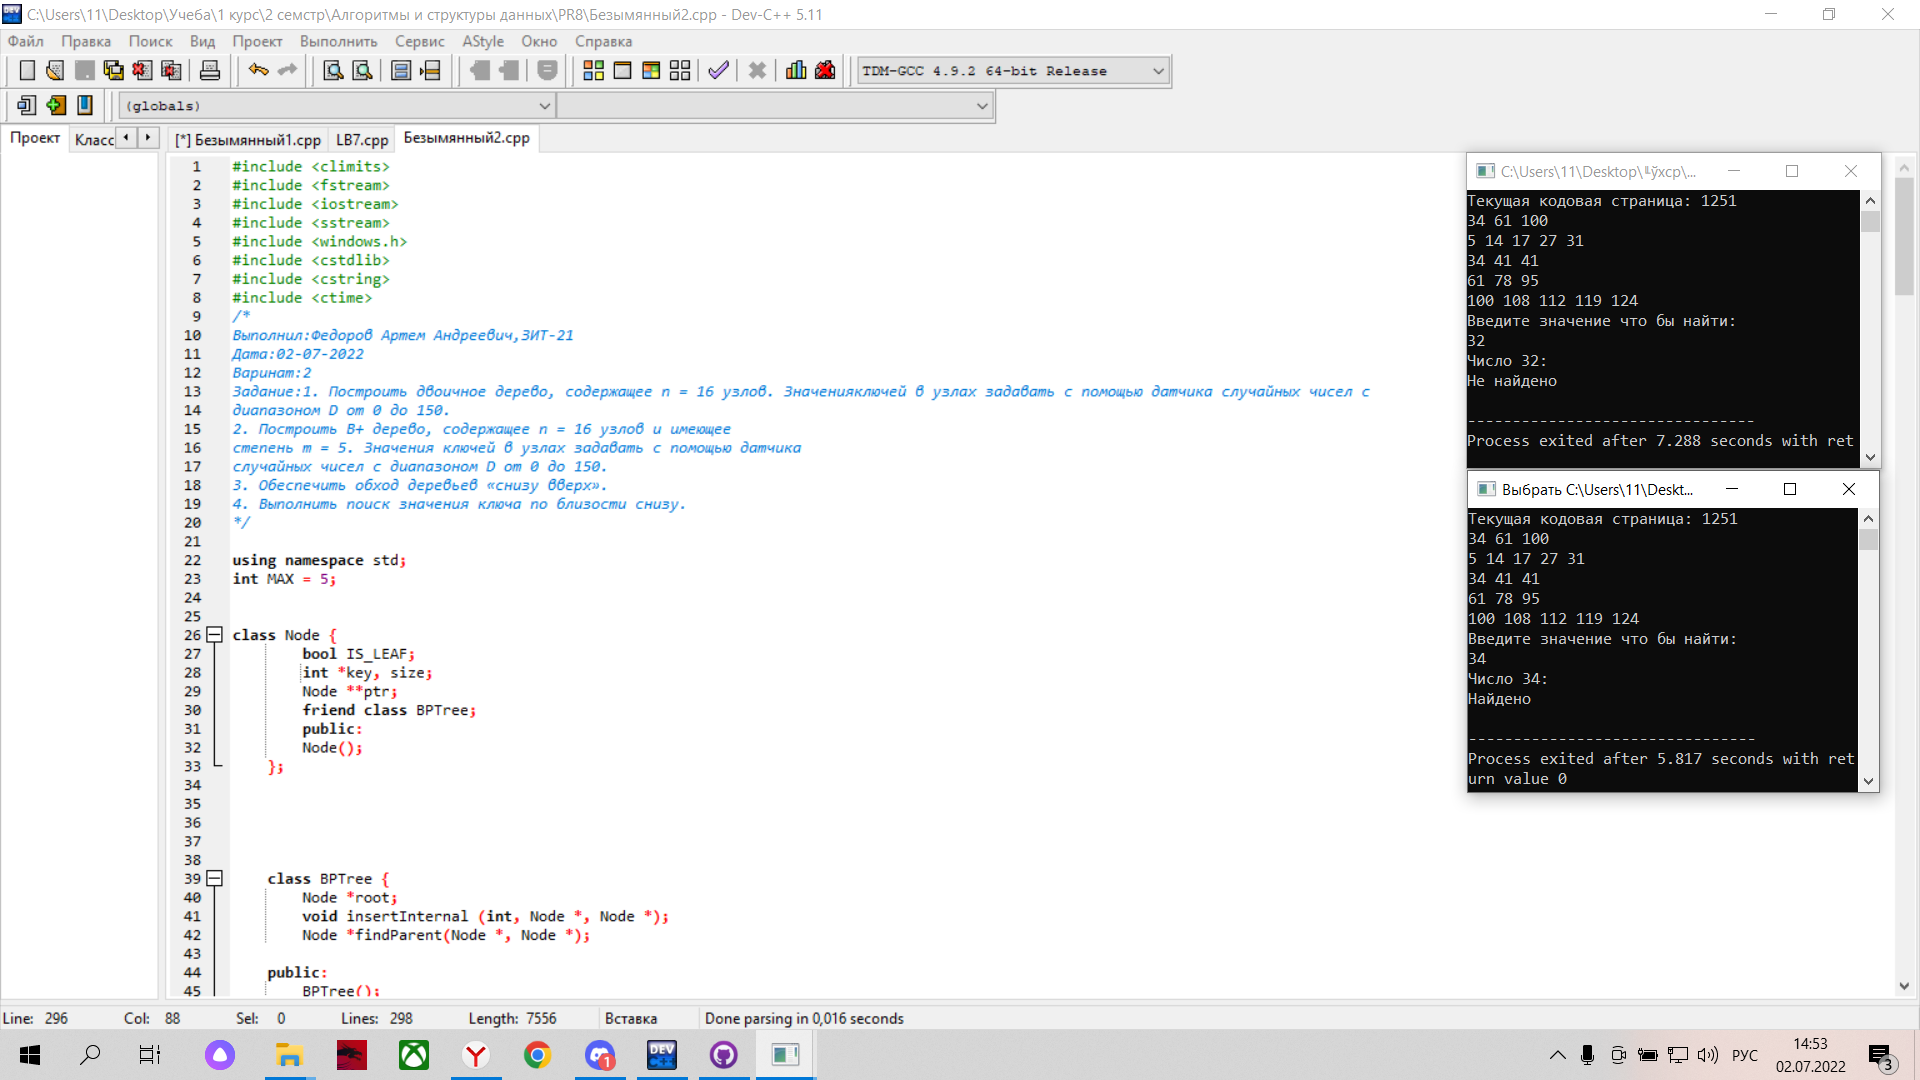 C:\Users\11\Desktop\Учеба\1 курс\2 семстр\Алгоритмы и структуры данных\PR8\Безымянный2.cpp - Dev-C++ 5.11
Файл Правка Поиск Вид Проект Выполнить Сервис AStyle Окно Справка
TDM-GCC 4.9.2 64-bit Release
(globals)
Проект Класс [*] Безымянный1.cpp LB7.cpp Безымянный2.cpp
1 #include <climits>
2 #include <fstream>
3 #include <iostream>
4 #include <sstream>
5 #include <windows.h>
6 #include <cstdlib>
7 #include <cstring>
8 #include <ctime>
9 /*
10 Выполнил:Федоров Артем Андреевич,ЗИТ-21
11 Дата:02-07-2022
12 Варинат:2
13 Задание:1. Построить двоичное дерево, содержащее n = 16 узлов. Значенияключей в узлах задавать с помощью датчика случайных чисел с
14 диапазоном D от 0 до 150.
15 2. Построить B+ дерево, содержащее n = 16 узлов и имеющее
16 степень m = 5. Значения ключей в узлах задавать с помощью датчика
17 случайных чисел с диапазоном D от 0 до 150.
18 3. Обеспечить обход деревьев «снизу вверх».
19 4. Выполнить поиск значения ключа по близости снизу.
20 */
21
22 using namespace std;
23 int MAX = 5;
24
25
26 class Node {
27 bool IS_LEAF;
28 int *key, size;
29 Node **ptr;
30 friend class BPTree;
31 public:
32 Node();
33 };
34
35
36
37
38
39 class BPTree {
40 Node *root;
41 void insertInternal (int, Node *, Node *);
42 Node *findParent(Node *, Node *);
43
44 public:
45 BPTree();
C:\Users\11\Desktop\╙ўхср\...
Текущая кодовая страница: 1251
34 61 100
5 14 17 27 31
34 41 41
61 78 95
100 108 112 119 124
Введите значение что бы найти:
32
Число 32:
Не найдено
--------------------------------
Process exited after 7.288 seconds with ret
Выбрать C:\Users\11\Deskt...
Текущая кодовая страница: 1251
34 61 100
5 14 17 27 31
34 41 41
61 78 95
100 108 112 119 124
Введите значение что бы найти:
34
Число 34:
Найдено
--------------------------------
Process exited after 5.817 seconds with ret
urn value 0
Line: 296 Col: 88 Sel: 0 Lines: 298 Length: 7556 Вставка Done parsing in 0,016 seconds
1
DEV C++
РУС
14:53
02.07.2022
3